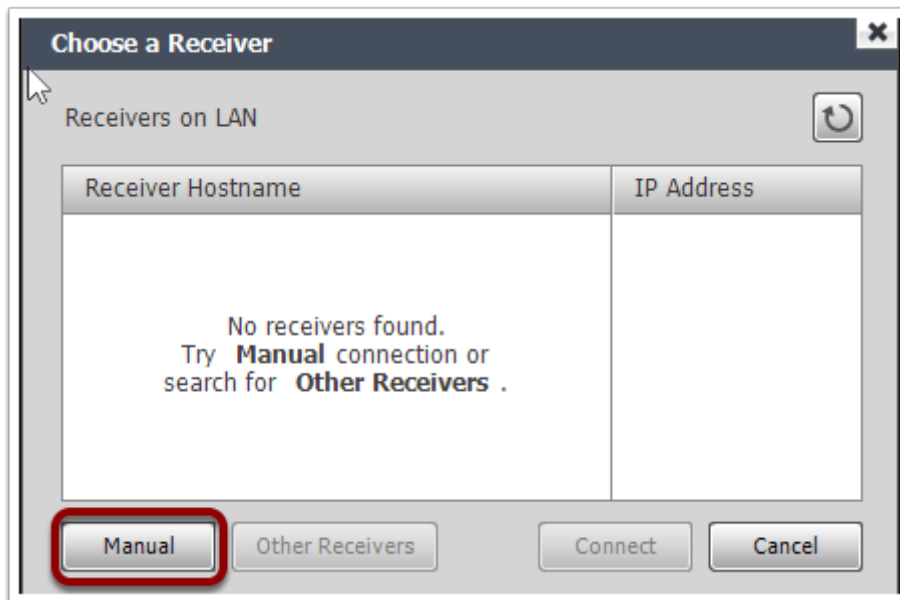 Choose a Receiver
Receivers on LAN
Receiver Hostname IP Address
No receivers found.
Try Manual connection or
search for Other Receivers .
Manual Other Receivers Connect Cancel